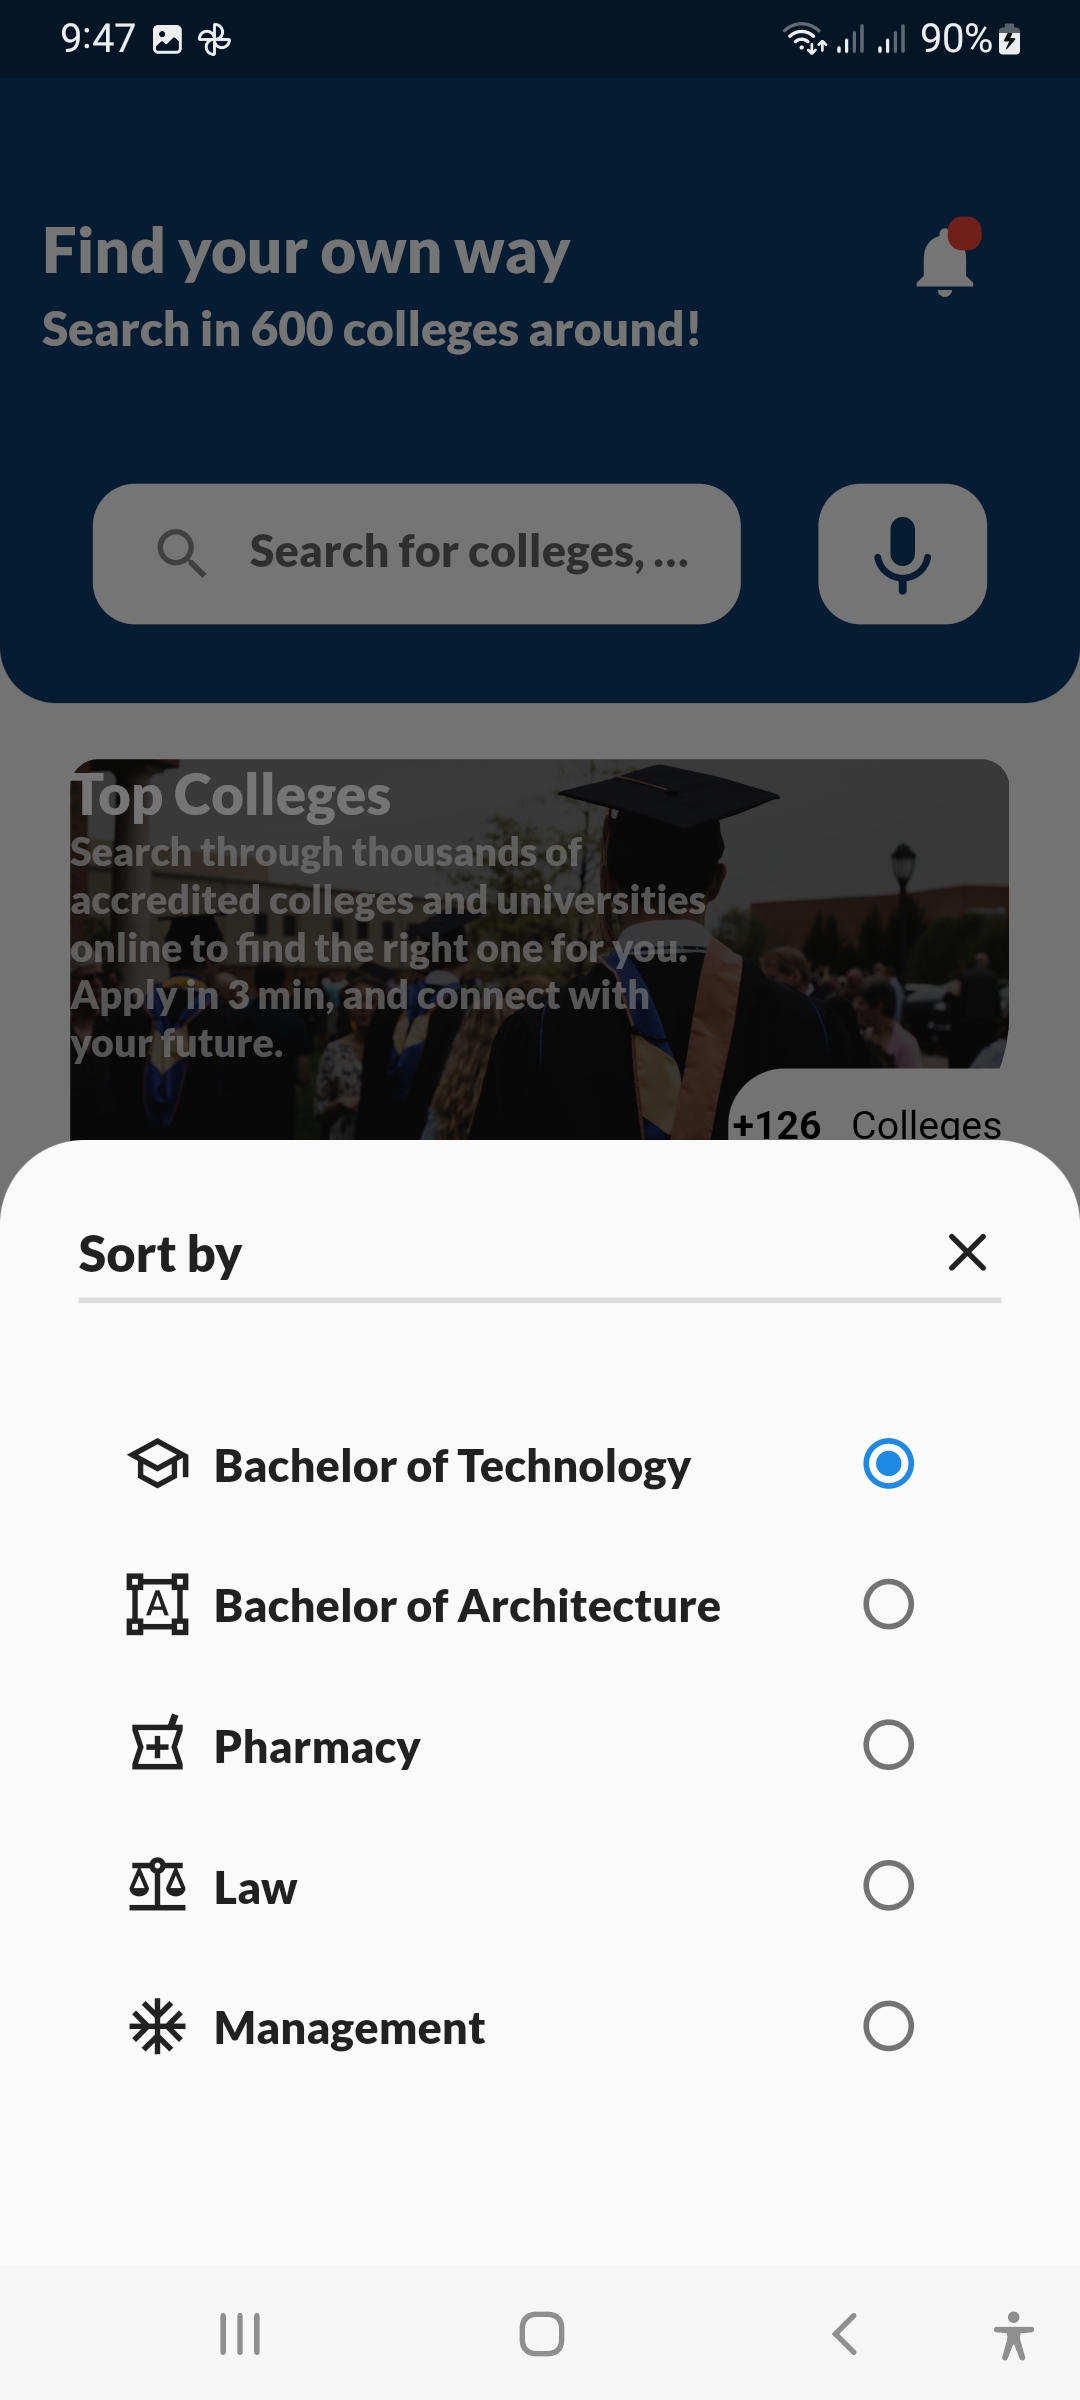 9:47 90%
Find your own way
Search in 600 colleges around!
Search for colleges, ...
Top Colleges
Search through thousands of
accredited colleges and universities
online to find the right one for you.
Apply in 3 min, and connect with
your future.
+126 Colleges
Sort by
Bachelor of Technology
A Bachelor of Architecture
Pharmacy
Law
Management